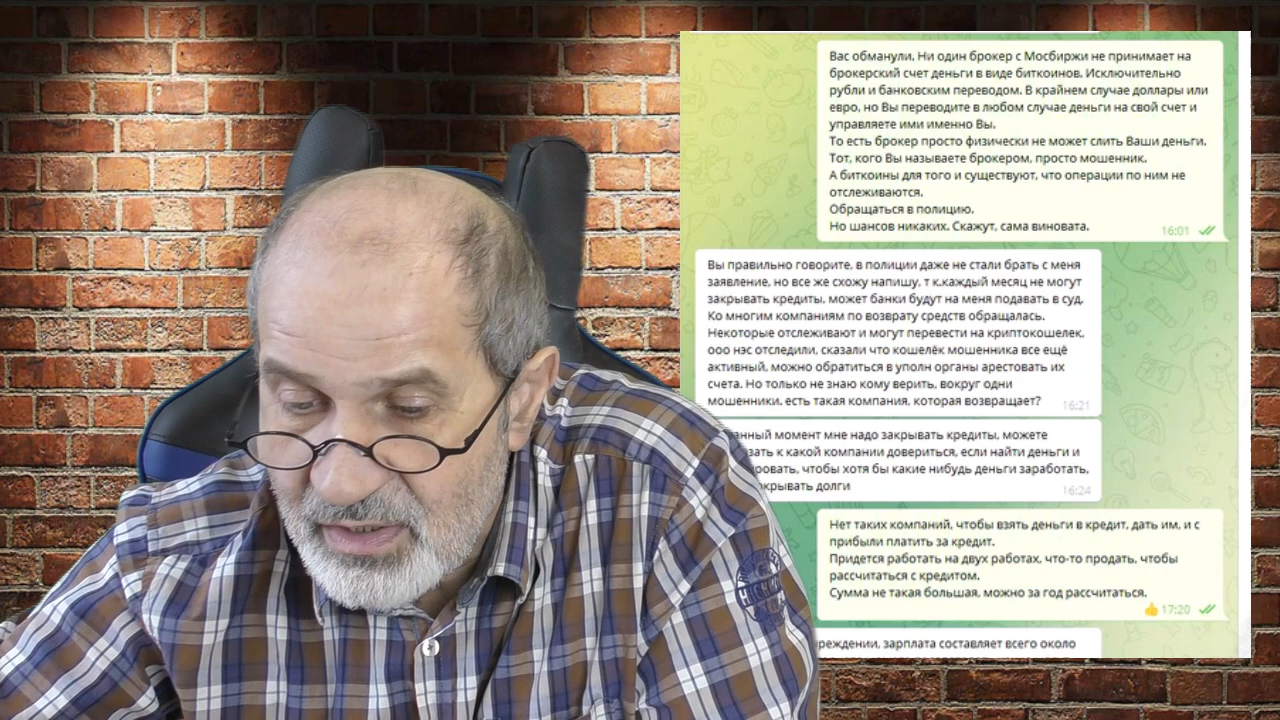 Вас обманули, Ни один брокер с Мосбиржи не принимает на
брокерский счет деньги в виде биткоинов. Исключительно
рубли и банковским переводом. В крайнем случае доллары или
евро, но Вы переводите в любом случае деньги на свой счет и
управляете ими именно Вы.
То есть брокер просто физически не может слить Ваши деньги.
Тот, кого Вы называете брокером, просто мошенник.
А биткоины для того и существуют, что операции по ним не
отслеживаются.
Обращаться в полицию.
Но шансов никаких. Скажут, сама виновата.
16:01
Вы правильно говорите, в полиции даже не стали брать с меня
заявление, но все же схожу напишу, т к.каждый месяц не могут
закрывать кредиты, может банки будут на меня подавать в суд.
Ко многим компаниям по возврату средств обращалась.
Некоторые отслеживают и могут перевести на криптокошелек.
ооо нэс отследили, сказали что кошелёк мошенника все ещё
активный, можно обратиться в уполн органы арестовать их
счета. Но только не знаю кому верить, вокруг одни
мошенники. есть такая компания, которая возвращает?
16:21
момент мне надо закрывать кредиты, можете
к какой компании довериться, если найти деньги и
чтобы хотя бы какие нибудь деньги заработать,
долги
16:24
Нет таких компаний, чтобы взять деньги в кредит, дать им, и с
прибыли платить за кредит.
Придется работать на двух работах, что-то продать, чтобы
рассчитаться с кредитом.
Сумма не такая большая, можно за год рассчитаться.
17:20
зарплата составляет всего около